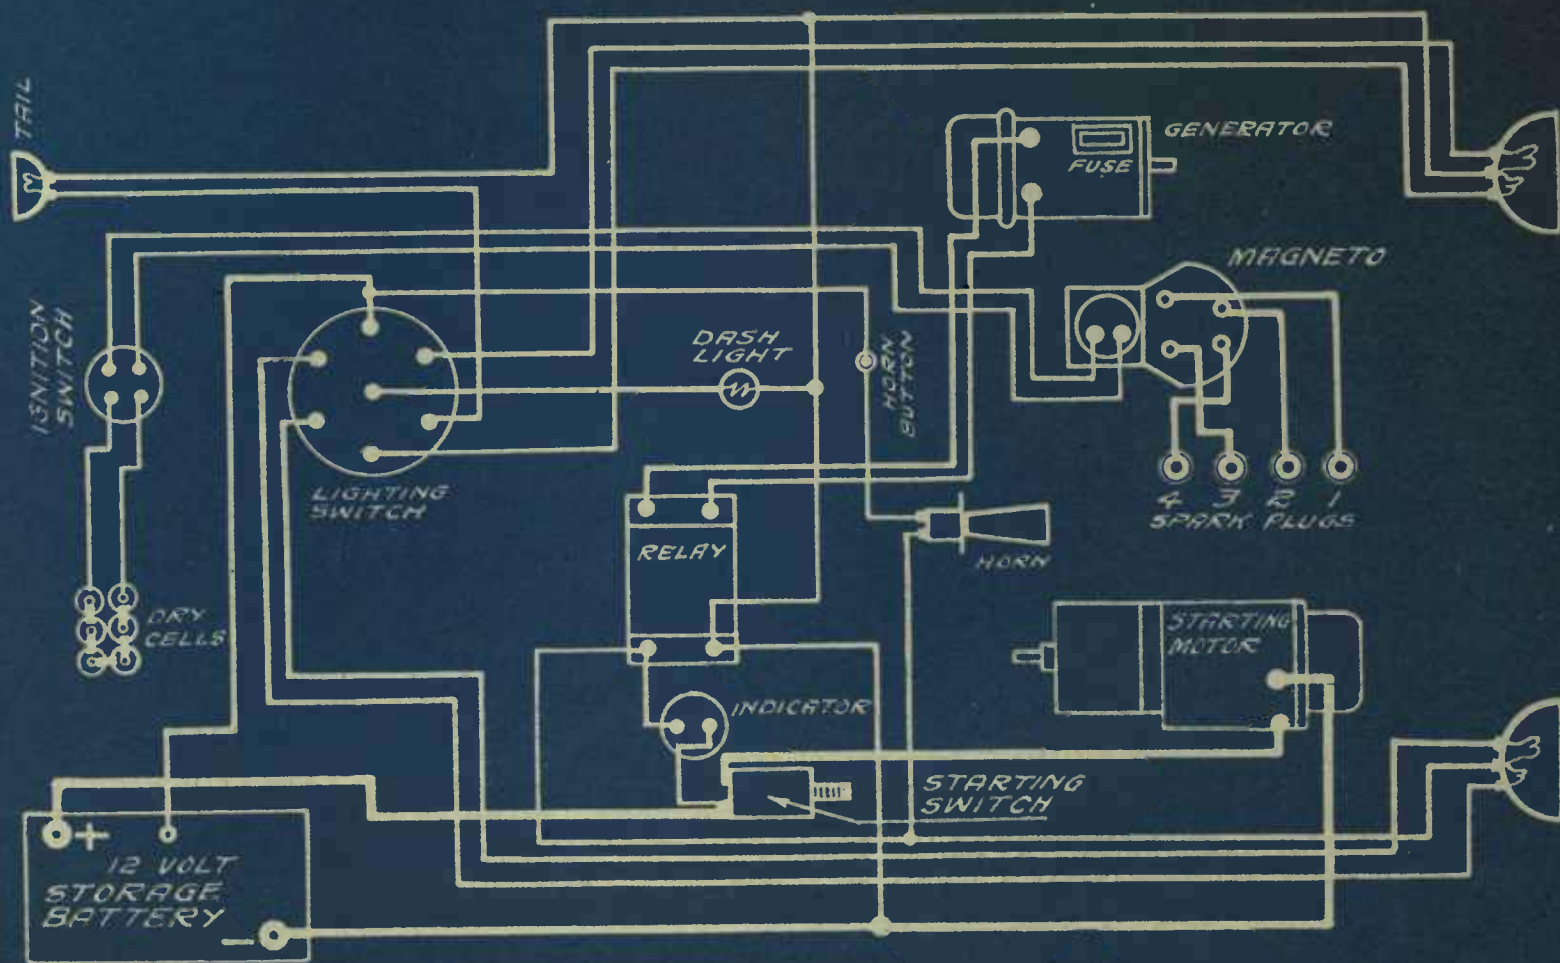 TAIL
GENERATOR
FUSE
MAGNETO
IGNITION
SWITCH
DASH
LIGHT
HORN
BUTTON
LIGHTING
SWITCH
4 3 2 1
SPARK PLUGS
RELAY
HORN
DRY
CELLS
STARTING
MOTOR
INDICATOR
STARTING
SWITCH
+
12 VOLT
STORAGE
BATTERY
−